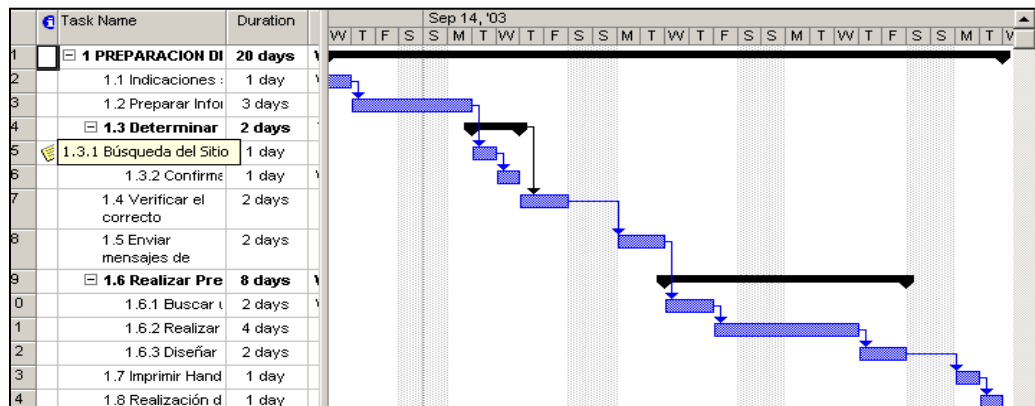 Task Name Duration Sep 14, '03
W T F S S M T W T F S S M T W T F S S M T W T F S S M T W
1 1 PREPARACION DI 20 days
2 1.1 Indicaciones 1 day
3 1.2 Preparar Infor 3 days
4 1.3 Determinar 2 days
5 1.3.1 Búsqueda del Sitio 1 day
6 1.3.2 Confirma 1 day
7 1.4 Verificar el 2 days
correcto
8 1.5 Enviar 2 days
mensajes de
9 1.6 Realizar Pre 8 days
0 1.6.1 Buscar u 2 days
1 1.6.2 Realizar 4 days
2 1.6.3 Diseñar 2 days
3 1.7 Imprimir Hand 1 day
4 1.8 Realización d 1 day